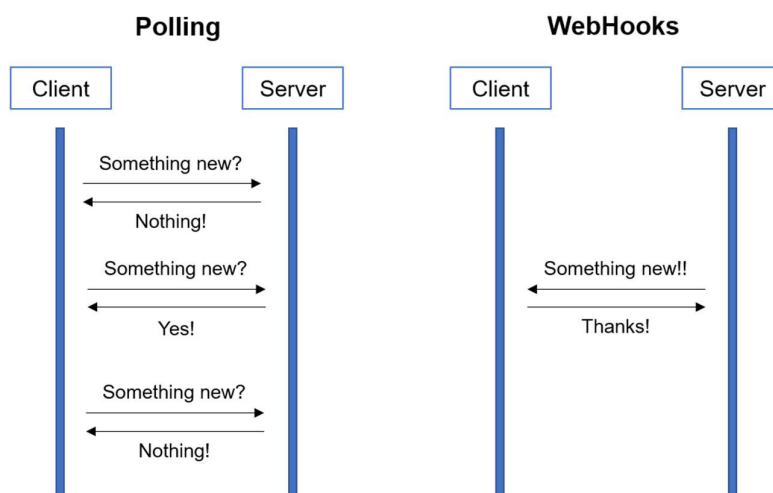 Polling
Client
Server
Something new?
Nothing!
Something new?
Yes!
Something new?
Nothing!
WebHooks
Client
Server
Something new!!
Thanks!